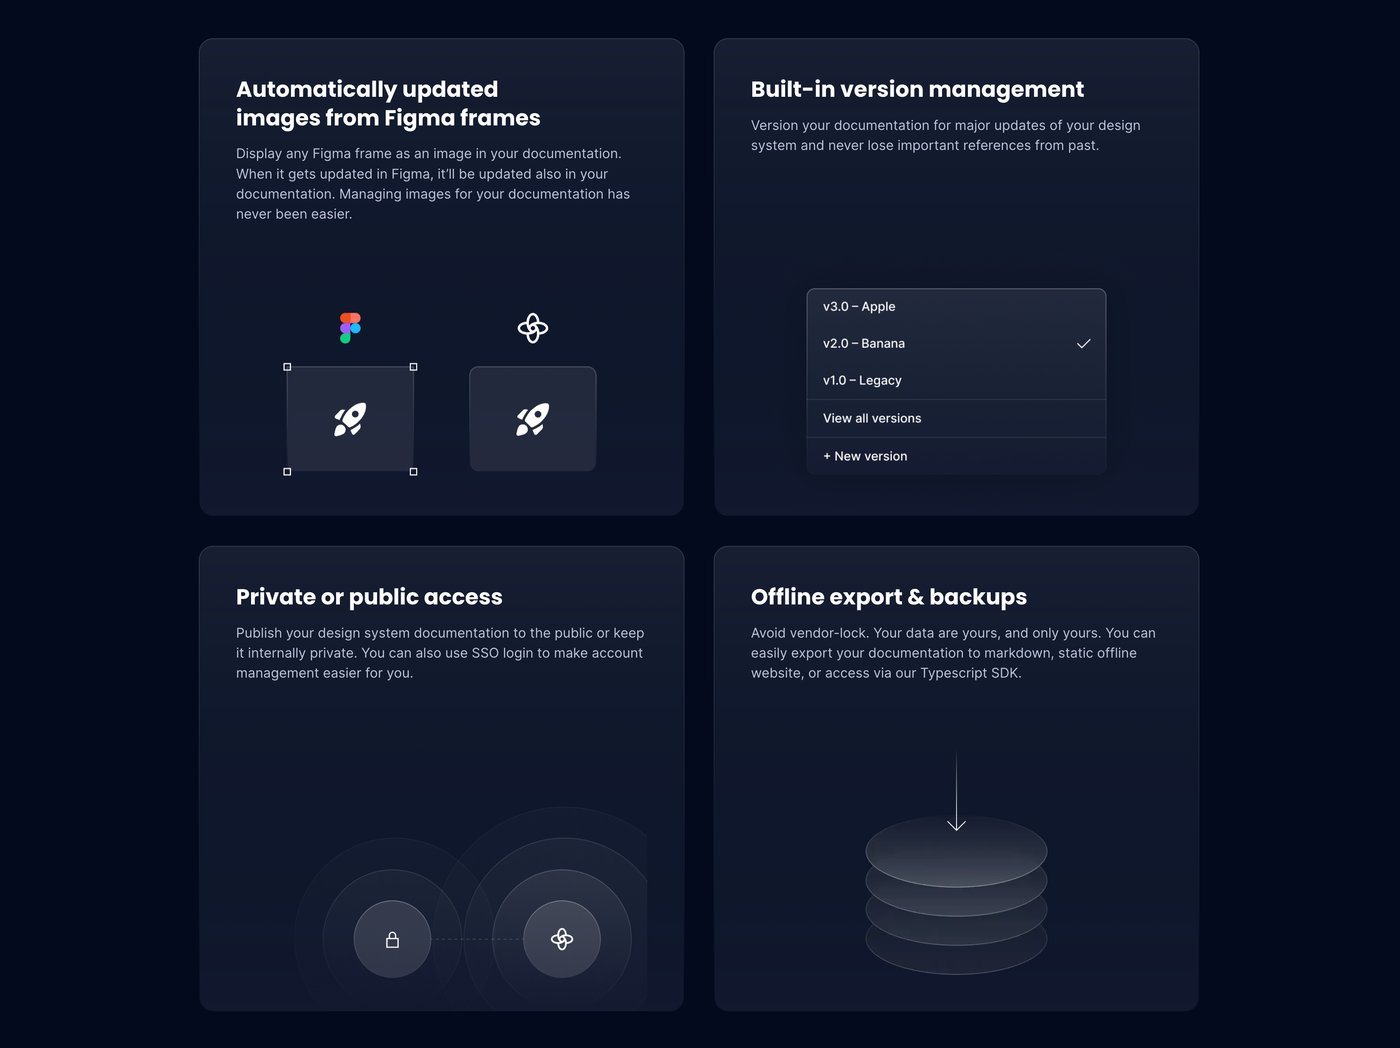 Automatically updated
images from Figma frames
Display any Figma frame as an image in your documentation.
When it gets updated in Figma, it’ll be updated also in your
documentation. Managing images for your documentation has
never been easier.
Built-in version management
Version your documentation for major updates of your design
system and never lose important references from past.
v3.0 – Apple
v2.0 – Banana
v1.0 – Legacy
View all versions
+ New version
Private or public access
Publish your design system documentation to the public or keep
it internally private. You can also use SSO login to make account
management easier for you.
Offline export & backups
Avoid vendor-lock. Your data are yours, and only yours. You can
easily export your documentation to markdown, static offline
website, or access via our Typescript SDK.